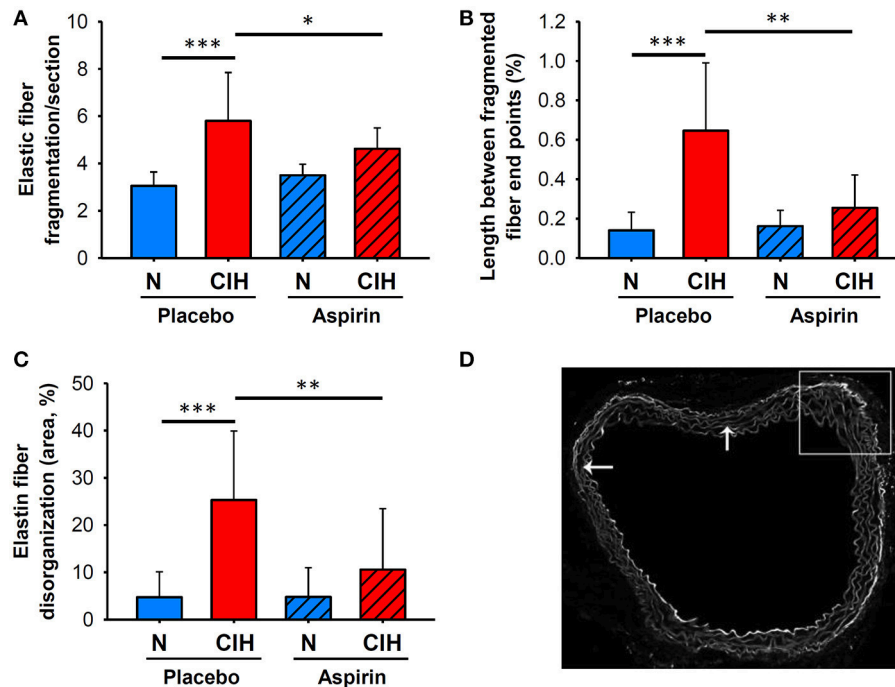 A
Elastic fiber
fragmentation/section
10
8
6
4
2
0
***
*
N
CIH
N
CIH
Placebo
Aspirin
B
Length between fragmented
fiber end points (%)
1.2
1.0
0.8
0.6
0.4
0.2
0.0
***
**
N
CIH
N
CIH
Placebo
Aspirin
C
Elastin fiber
disorganization (area, %)
50
40
30
20
10
0
***
**
N
CIH
N
CIH
Placebo
Aspirin
D